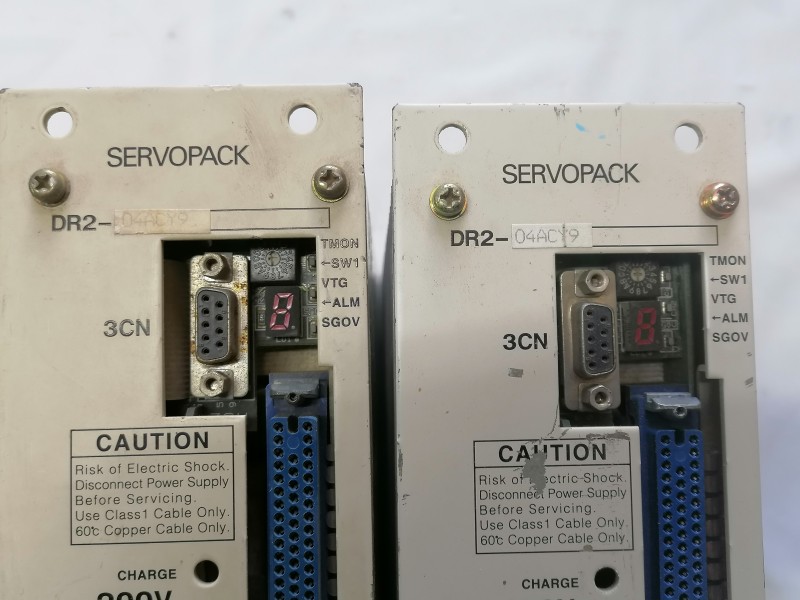 SERVOPACK
DR2-04ACY9
TMON
←SW1
VTG
←ALM
SGOV
3CN
CAUTION
Risk of Electric Shock.
Disconnect Power Supply
Before Servicing.
Use Class1 Cable Only.
60℃ Copper Cable Only.
CHARGE
200V
SERVOPACK
DR2-04ACY9
TMON
←SW1
VTG
←ALM
SGOV
3CN
CAUTION
Risk of Electric Shock.
Disconnect Power Supply
Before Servicing.
Use Class1 Cable Only.
60℃ Copper Cable Only.
CHARGE